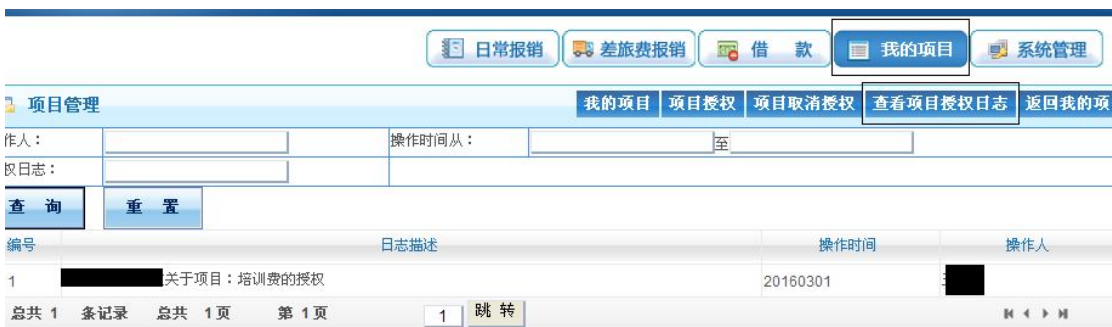 日常报销 差旅费报销 借 款 我的项目 系统管理
项目管理 我的项目 项目授权 项目取消授权 查看项目授权日志 返回我的项
作人： 操作时间从： 至
权日志：
查 询 重 置
编号 日志描述 操作时间 操作人
1 关于项目：培训费的授权 20160301
总共 1 条记录 总共 1页 第 1页 1 跳 转